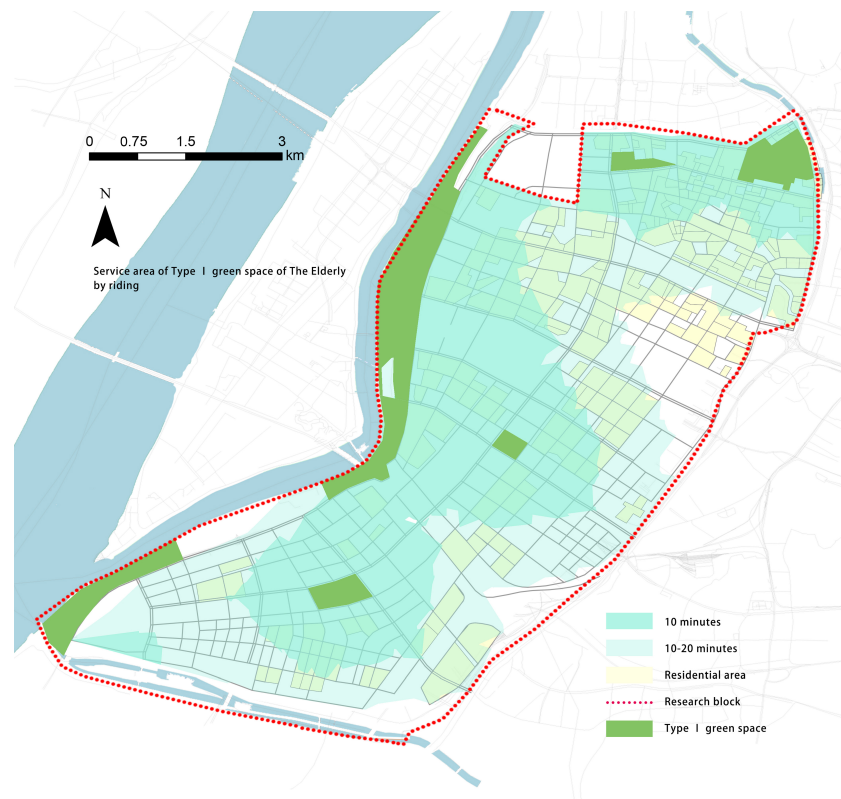 0 0.75 1.5 3
km
N
Service area of Type Ⅰ green space of The Elderly
by riding
10 minutes
10-20 minutes
Residential area
Research block
Type Ⅰ green space